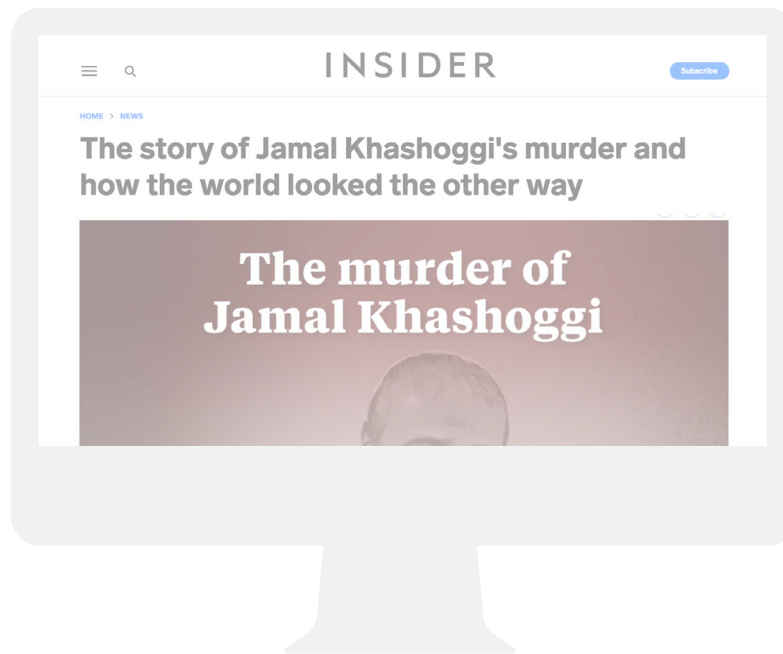 INSIDER
Subscribe
HOME > NEWS
The story of Jamal Khashoggi's murder and
how the world looked the other way
The murder of
Jamal Khashoggi